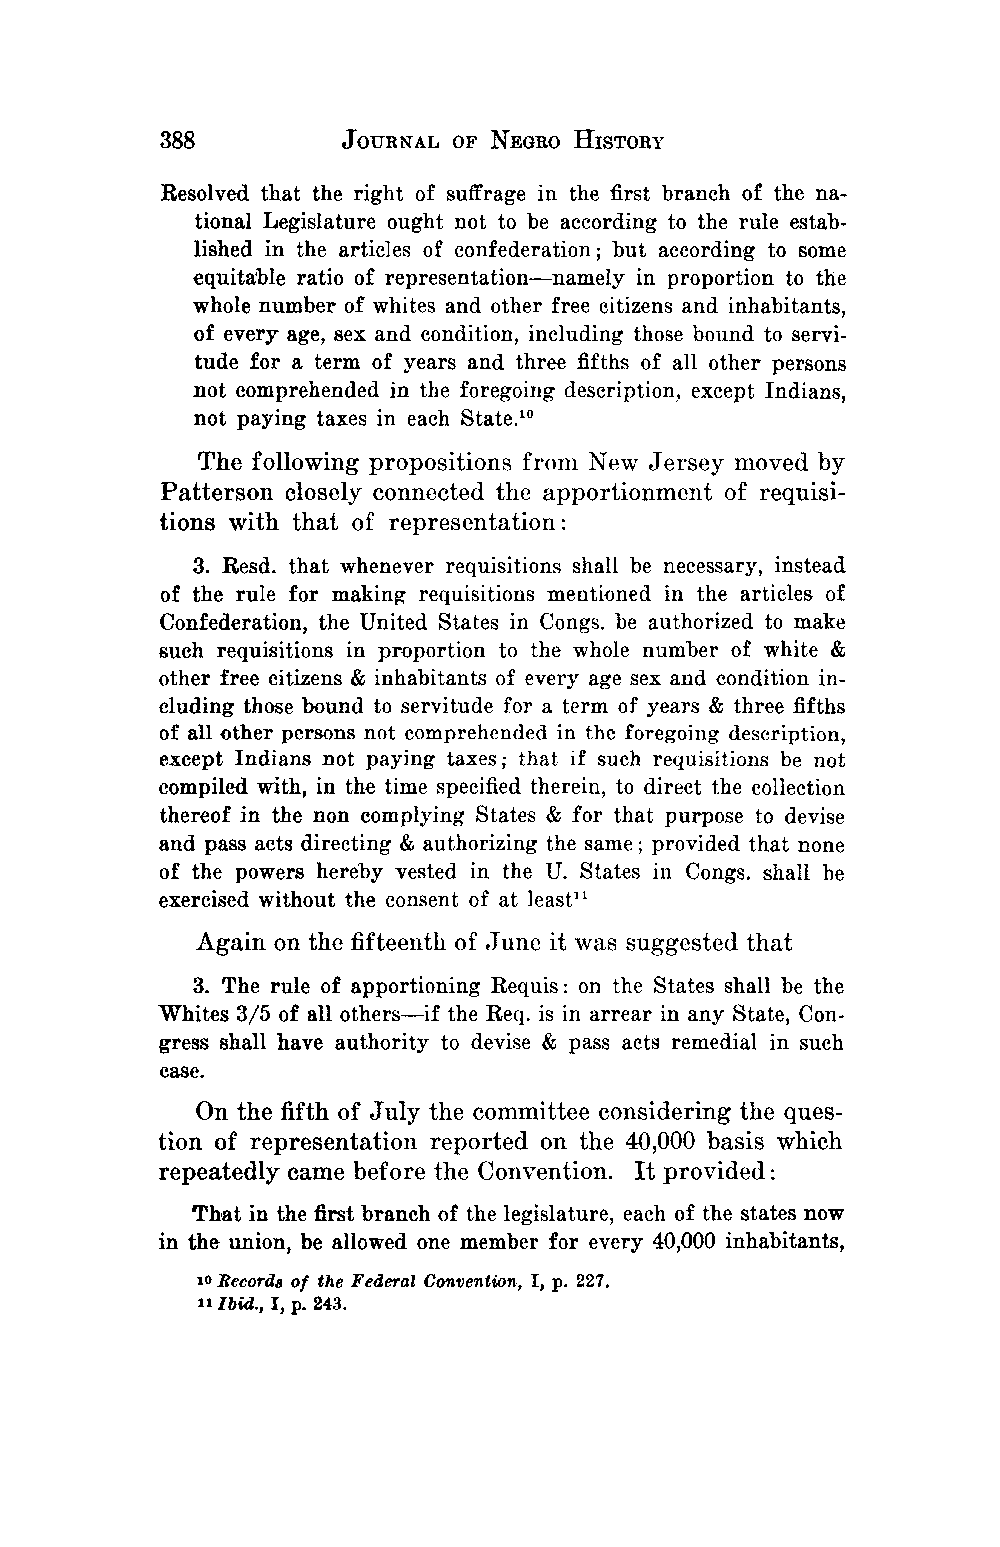 388 JOURNAL OF NEGRO HISTORY
Resolved that the right of suffrage in the first branch of the na-
tional Legislature ought not to be according to the rule estab-
lished in the articles of confederation; but according to some
equitable ratio of representation—namely in proportion to the
whole number of whites and other free citizens and inhabitants,
of every age, sex and condition, including those bound to servi-
tude for a term of years and three fifths of all other persons
not comprehended in the foregoing description, except Indians,
not paying taxes in each State.¹⁰
The following propositions from New Jersey moved by
Patterson closely connected the apportionment of requisi-
tions with that of representation:
3. Resd. that whenever requisitions shall be necessary, instead
of the rule for making requisitions mentioned in the articles of
Confederation, the United States in Congs. be authorized to make
such requisitions in proportion to the whole number of white &
other free citizens & inhabitants of every age sex and condition in-
cluding those bound to servitude for a term of years & three fifths
of all other persons not comprehended in the foregoing description,
except Indians not paying taxes; that if such requisitions be not
compiled with, in the time specified therein, to direct the collection
thereof in the non complying States & for that purpose to devise
and pass acts directing & authorizing the same; provided that none
of the powers hereby vested in the U. States in Congs. shall be
exercised without the consent of at least¹¹
Again on the fifteenth of June it was suggested that
3. The rule of apportioning Requis: on the States shall be the
Whites 3/5 of all others—if the Req. is in arrear in any State, Con-
gress shall have authority to devise & pass acts remedial in such
case.
On the fifth of July the committee considering the ques-
tion of representation reported on the 40,000 basis which
repeatedly came before the Convention. It provided:
That in the first branch of the legislature, each of the states now
in the union, be allowed one member for every 40,000 inhabitants,
¹⁰ Records of the Federal Convention, I, p. 227.
¹¹ Ibid., I, p. 243.